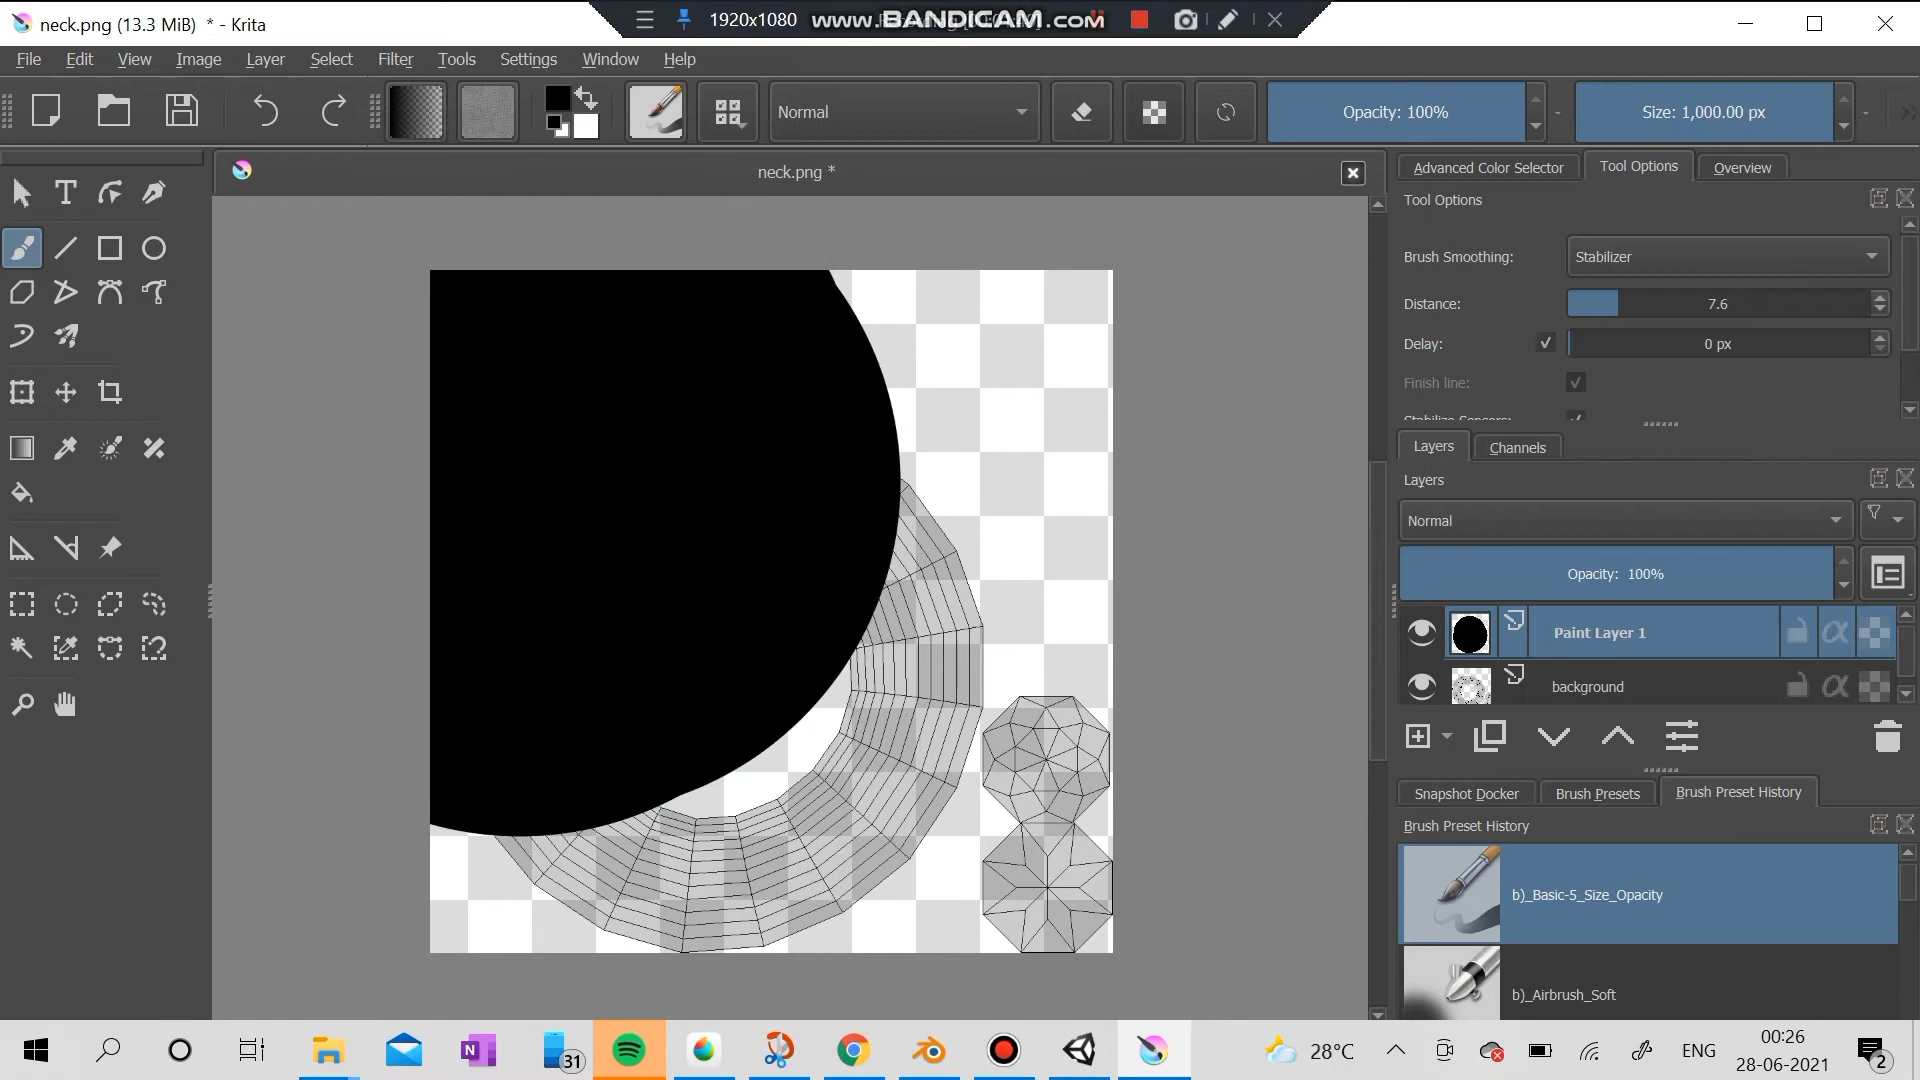 neck.png (13.3 MiB)  * - Krita
1920x1080
www.BANDICAM.com
File Edit View Image Layer Select Filter Tools Settings Window Help
Normal
Opacity: 100%
Size: 1,000.00 px
neck.png *
Advanced Color Selector Tool Options Overview
Tool Options
Brush Smoothing: Stabilizer
Distance: 7.6
Delay: 0 px
Finish line:
Stabilize Sensors:
Layers Channels
Layers
Normal
Opacity:  100%
Paint Layer 1
background
Snapshot Docker Brush Presets Brush Preset History
Brush Preset History
b)_Basic-5_Size_Opacity
b)_Airbrush_Soft
N
31
28°C
ENG
00:26
28-06-2021
2